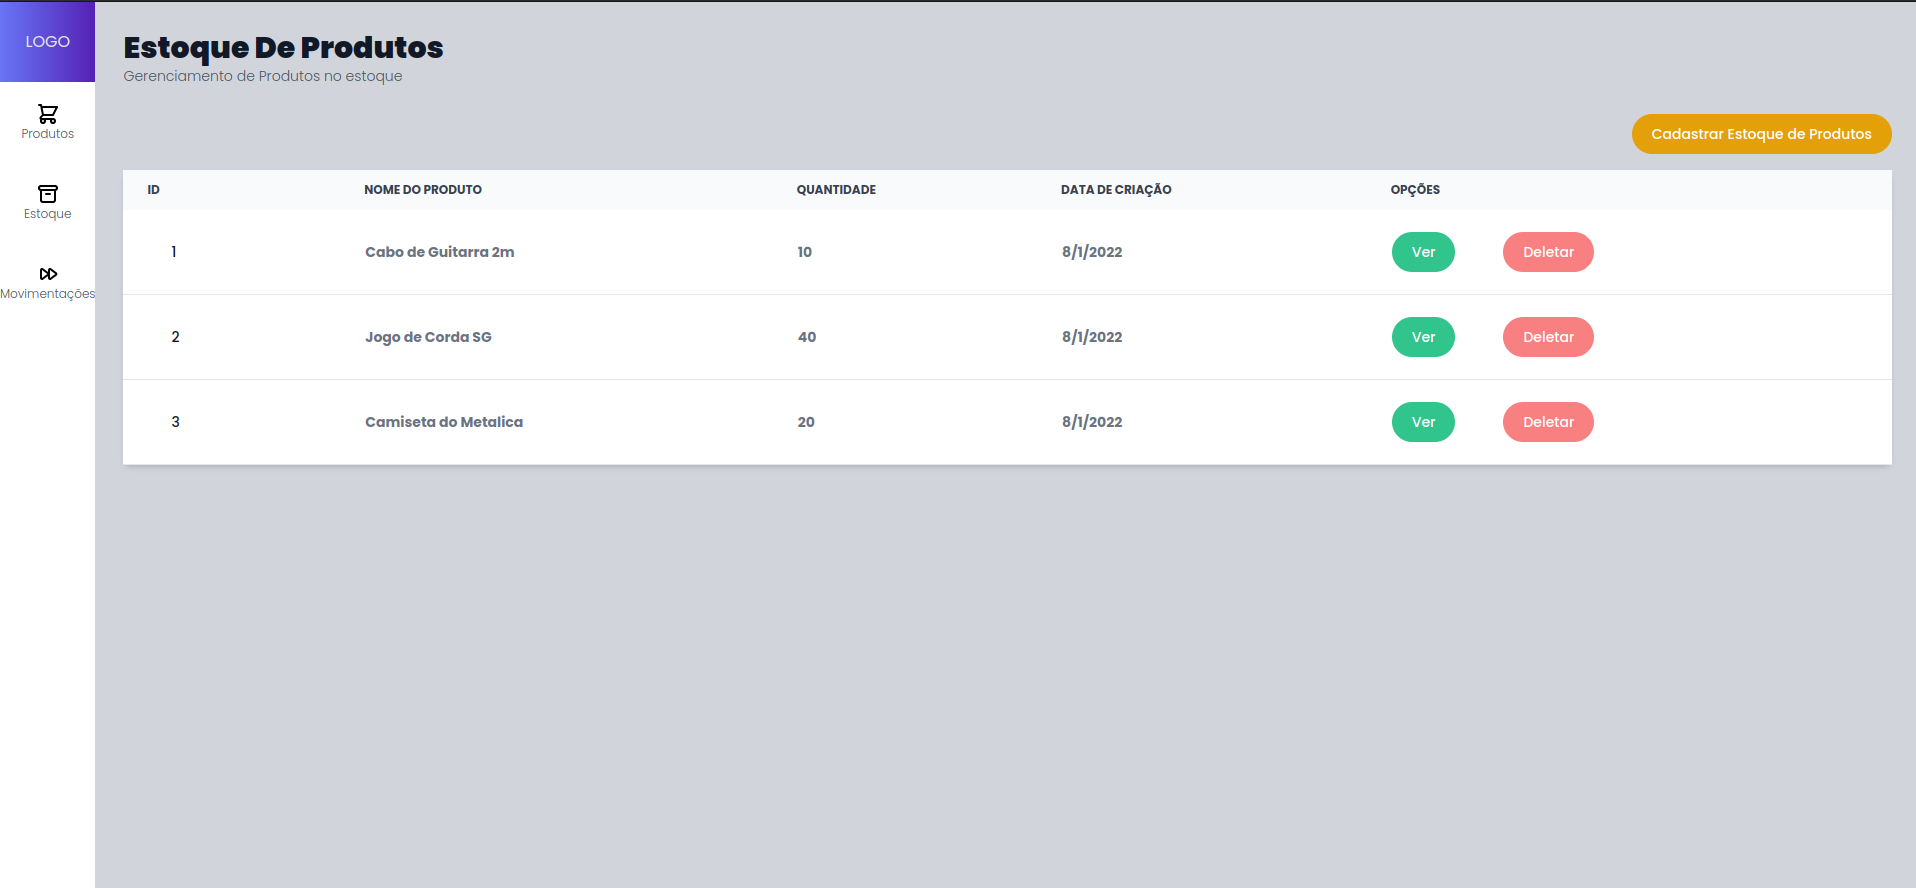 LOGO
Produtos
Estoque
Movimentações
Estoque De Produtos
Gerenciamento de Produtos no estoque
Cadastrar Estoque de Produtos
ID NOME DO PRODUTO QUANTIDADE DATA DE CRIAÇÃO OPÇÕES
1 Cabo de Guitarra 2m 10 8/1/2022 Ver Deletar
2 Jogo de Corda SG 40 8/1/2022 Ver Deletar
3 Camiseta do Metalica 20 8/1/2022 Ver Deletar